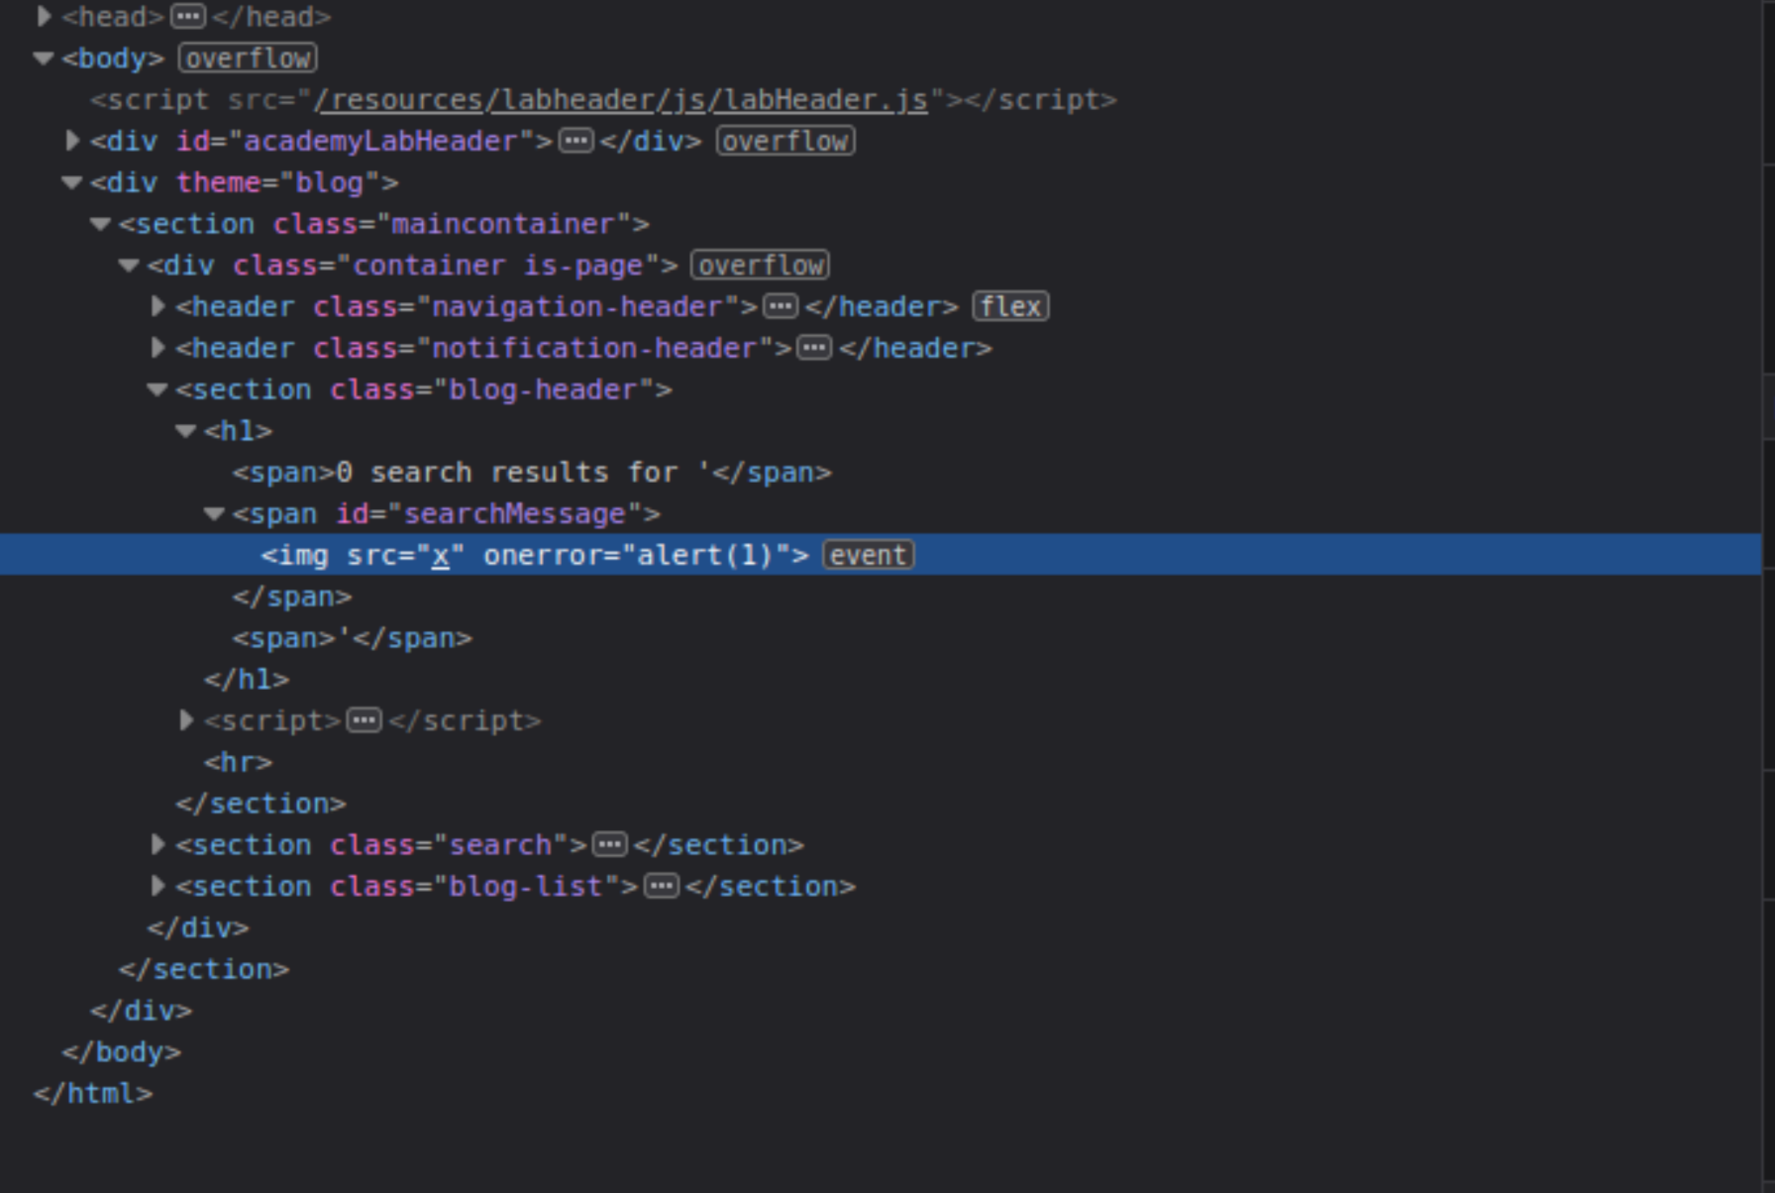 <head>···</head>
<body> overflow
<script src="/resources/labheader/js/labHeader.js"></script>
<div id="academyLabHeader">···</div> overflow
<div theme="blog">
<section class="maincontainer">
<div class="container is-page"> overflow
<header class="navigation-header">···</header> flex
<header class="notification-header">···</header>
<section class="blog-header">
<h1>
<span>0 search results for '</span>
<span id="searchMessage">
<img src="x" onerror="alert(1)"> event
</span>
<span>'</span>
</h1>
<script>···</script>
<hr>
</section>
<section class="search">···</section>
<section class="blog-list">···</section>
</div>
</section>
</div>
</body>
</html>